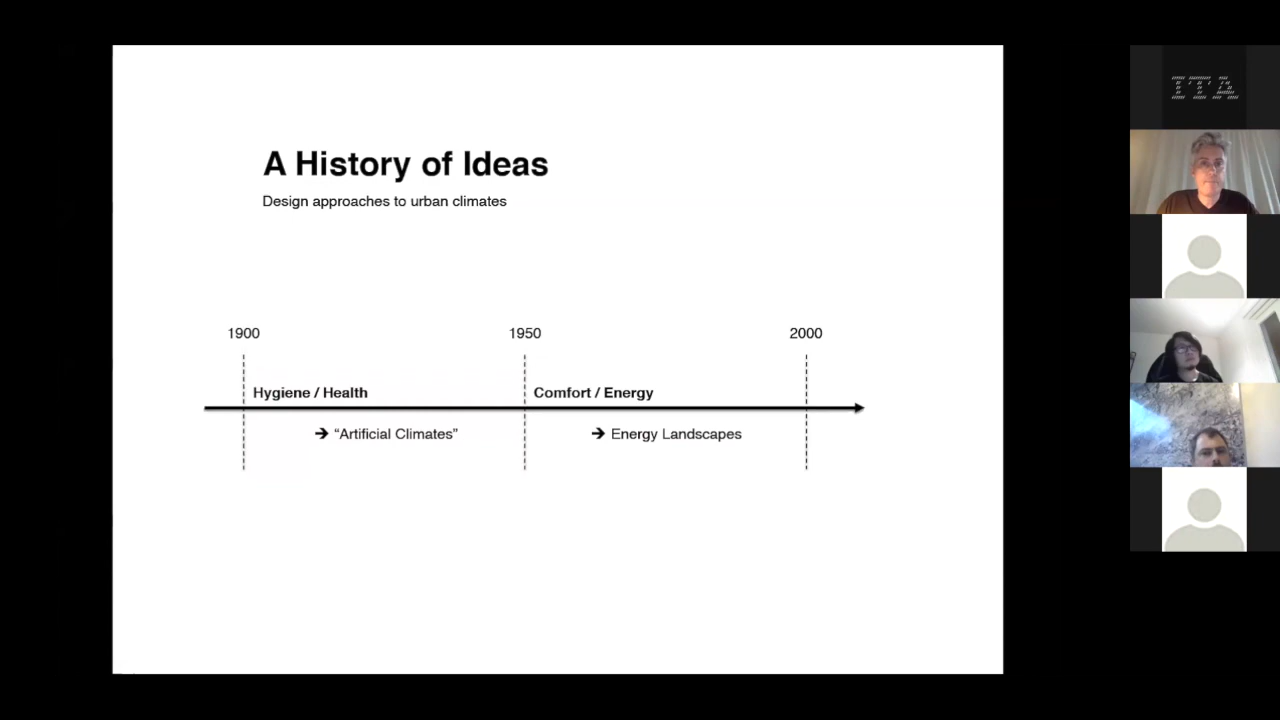 A History of Ideas
Design approaches to urban climates
1900 1950 2000
Hygiene / Health Comfort / Energy
➔ “Artificial Climates” ➔ Energy Landscapes
ITA